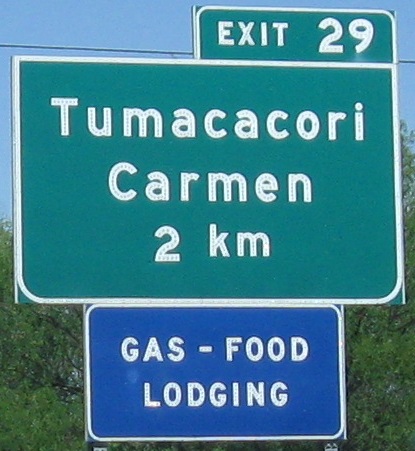 EXIT 29
Tumacacori
Carmen
2 km
GAS - FOOD
LODGING